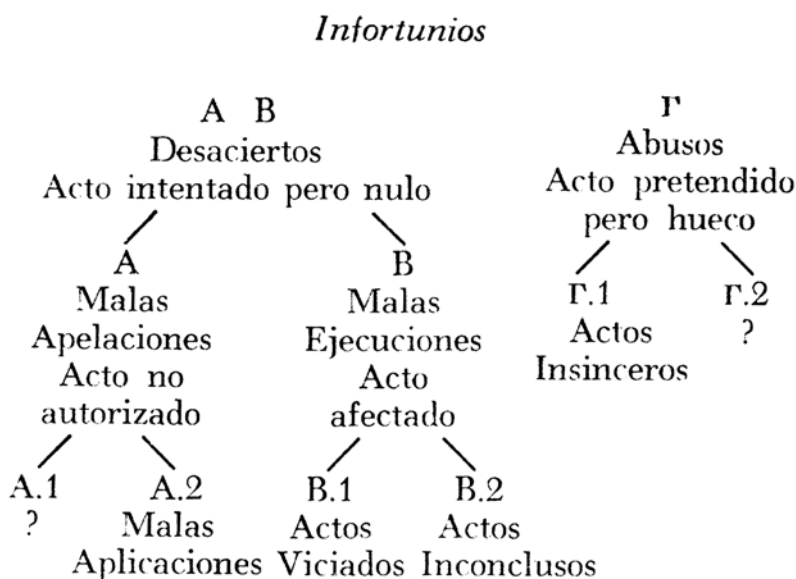 Infortunios
A B
Desaciertos
Acto intentado pero nulo
Γ
Abusos
Acto pretendido
pero hueco
A
Malas
Apelaciones
Acto no
autorizado
B
Malas
Ejecuciones
Acto
afectado
Γ.1
Actos
Insinceros
Γ.2
?
A.1
?
A.2
Malas
Aplicaciones
B.1
Actos
Viciados
B.2
Actos
Inconclusos